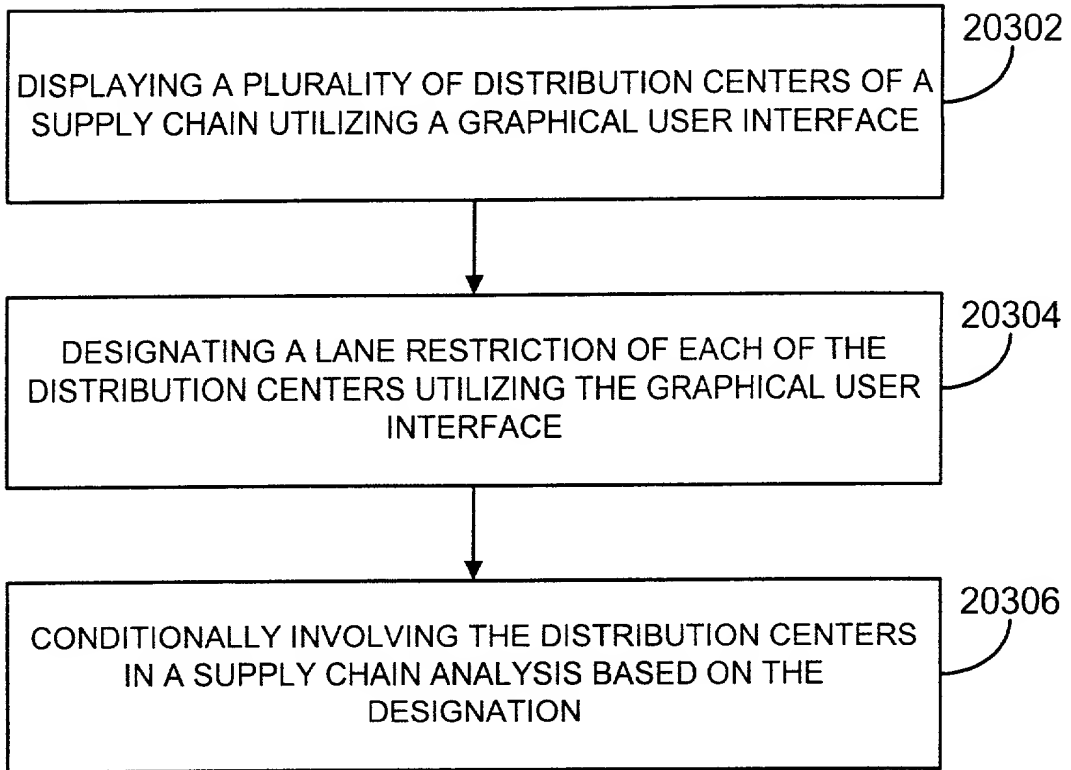 20302
DISPLAYING A PLURALITY OF DISTRIBUTION CENTERS OF A
SUPPLY CHAIN UTILIZING A GRAPHICAL USER INTERFACE
20304
DESIGNATING A LANE RESTRICTION OF EACH OF THE
DISTRIBUTION CENTERS UTILIZING THE GRAPHICAL USER
INTERFACE
20306
CONDITIONALLY INVOLVING THE DISTRIBUTION CENTERS
IN A SUPPLY CHAIN ANALYSIS BASED ON THE
DESIGNATION